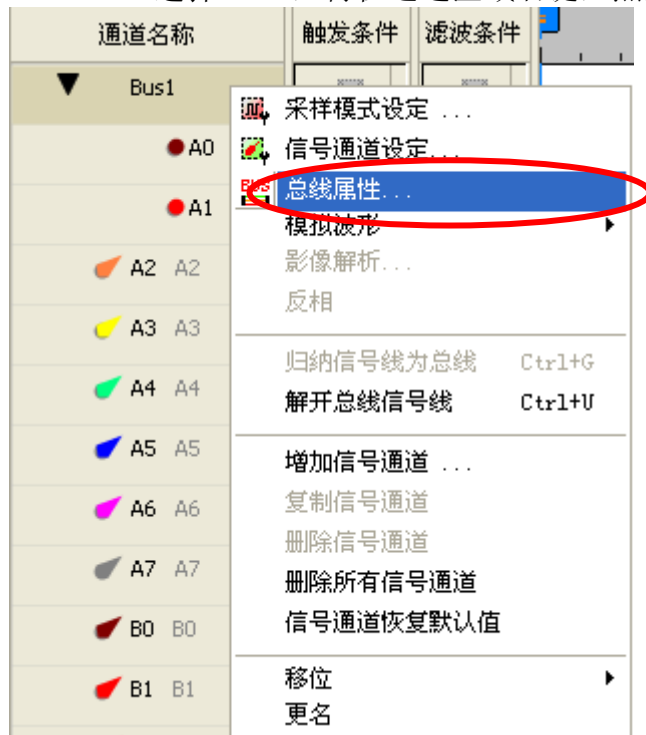 通道名称 触发条件 滤波条件
Bus1
采样模式设定 ...
A0 信号通道设定...
BUS 总线属性...
A1
模拟波形
A2 A2 影像解析...
反相
A3 A3
归纳信号线为总线 Ctrl+G
A4 A4 解开总线信号线 Ctrl+U
A5 A5 增加信号通道 ...
A6 A6 复制信号通道
删除信号通道
A7 A7 删除所有信号通道
B0 B0 信号通道恢复默认值
B1 B1 移位
更名